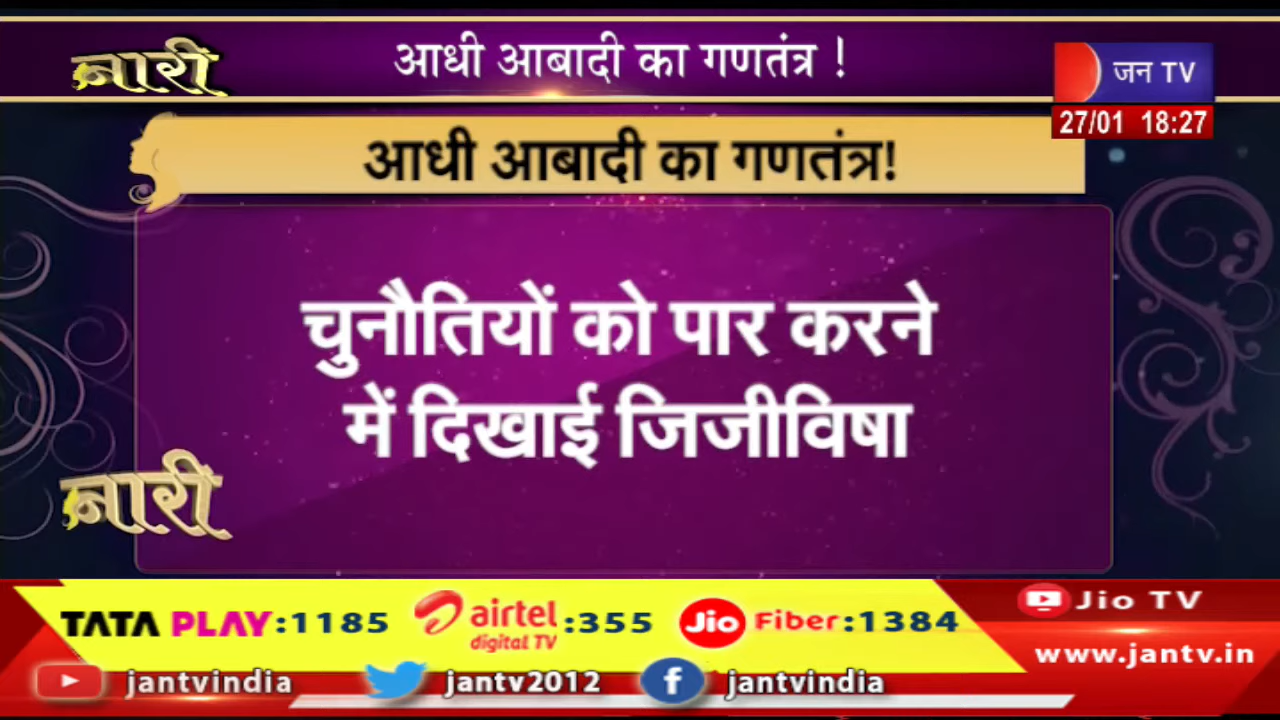 नारी
आधी आबादी का गणतंत्र !
जन TV
27/01 18:27
आधी आबादी का गणतंत्र!
चुनौतियों को पार करने
में दिखाई जिजीविषा
नारी
TATA PLAY:1185
airtel digital TV:355
Jio Fiber:1384
Jio TV
www.jantv.in
jantvindia
jantv2012
jantvindia